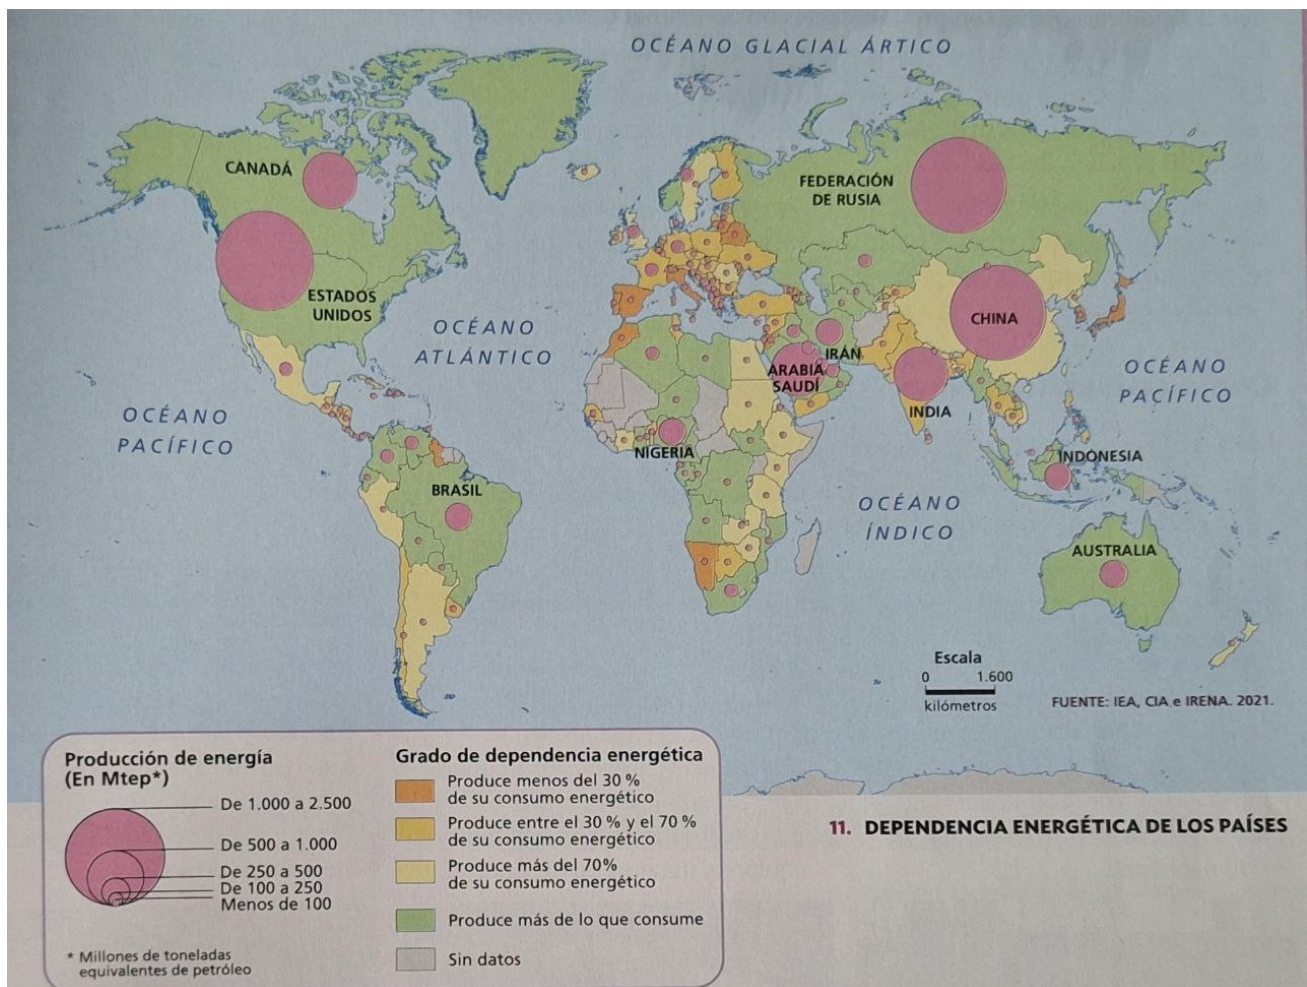 OCÉANO GLACIAL ÁRTICO
CANADÁ
FEDERACIÓN
DE RUSIA
ESTADOS
UNIDOS
CHINA
OCÉANO
ATLÁNTICO
IRÁN
ARABIA
SAUDÍ
OCÉANO
PACÍFICO
INDIA
OCÉANO
PACÍFICO
NIGERIA
INDONESIA
BRASIL
OCÉANO
ÍNDICO
AUSTRALIA
Escala
0 1.600
kilómetros
FUENTE: IEA, CIA e IRENA. 2021.
Producción de energía
(En Mtep*)
De 1.000 a 2.500
De 500 a 1.000
De 250 a 500
De 100 a 250
Menos de 100
* Millones de toneladas
equivalentes de petróleo
Grado de dependencia energética
Produce menos del 30 %
de su consumo energético
Produce entre el 30 % y el 70 %
de su consumo energético
Produce más del 70%
de su consumo energético
Produce más de lo que consume
Sin datos
11. DEPENDENCIA ENERGÉTICA DE LOS PAÍSES